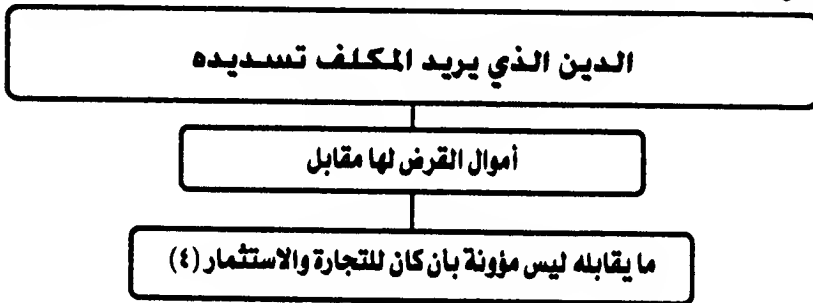 الدين الذي يريد المكلف تسديده
أموال القرض لها مقابل
ما يقابله ليس مؤونة بأن كان للتجارة والاستثمار (٤)